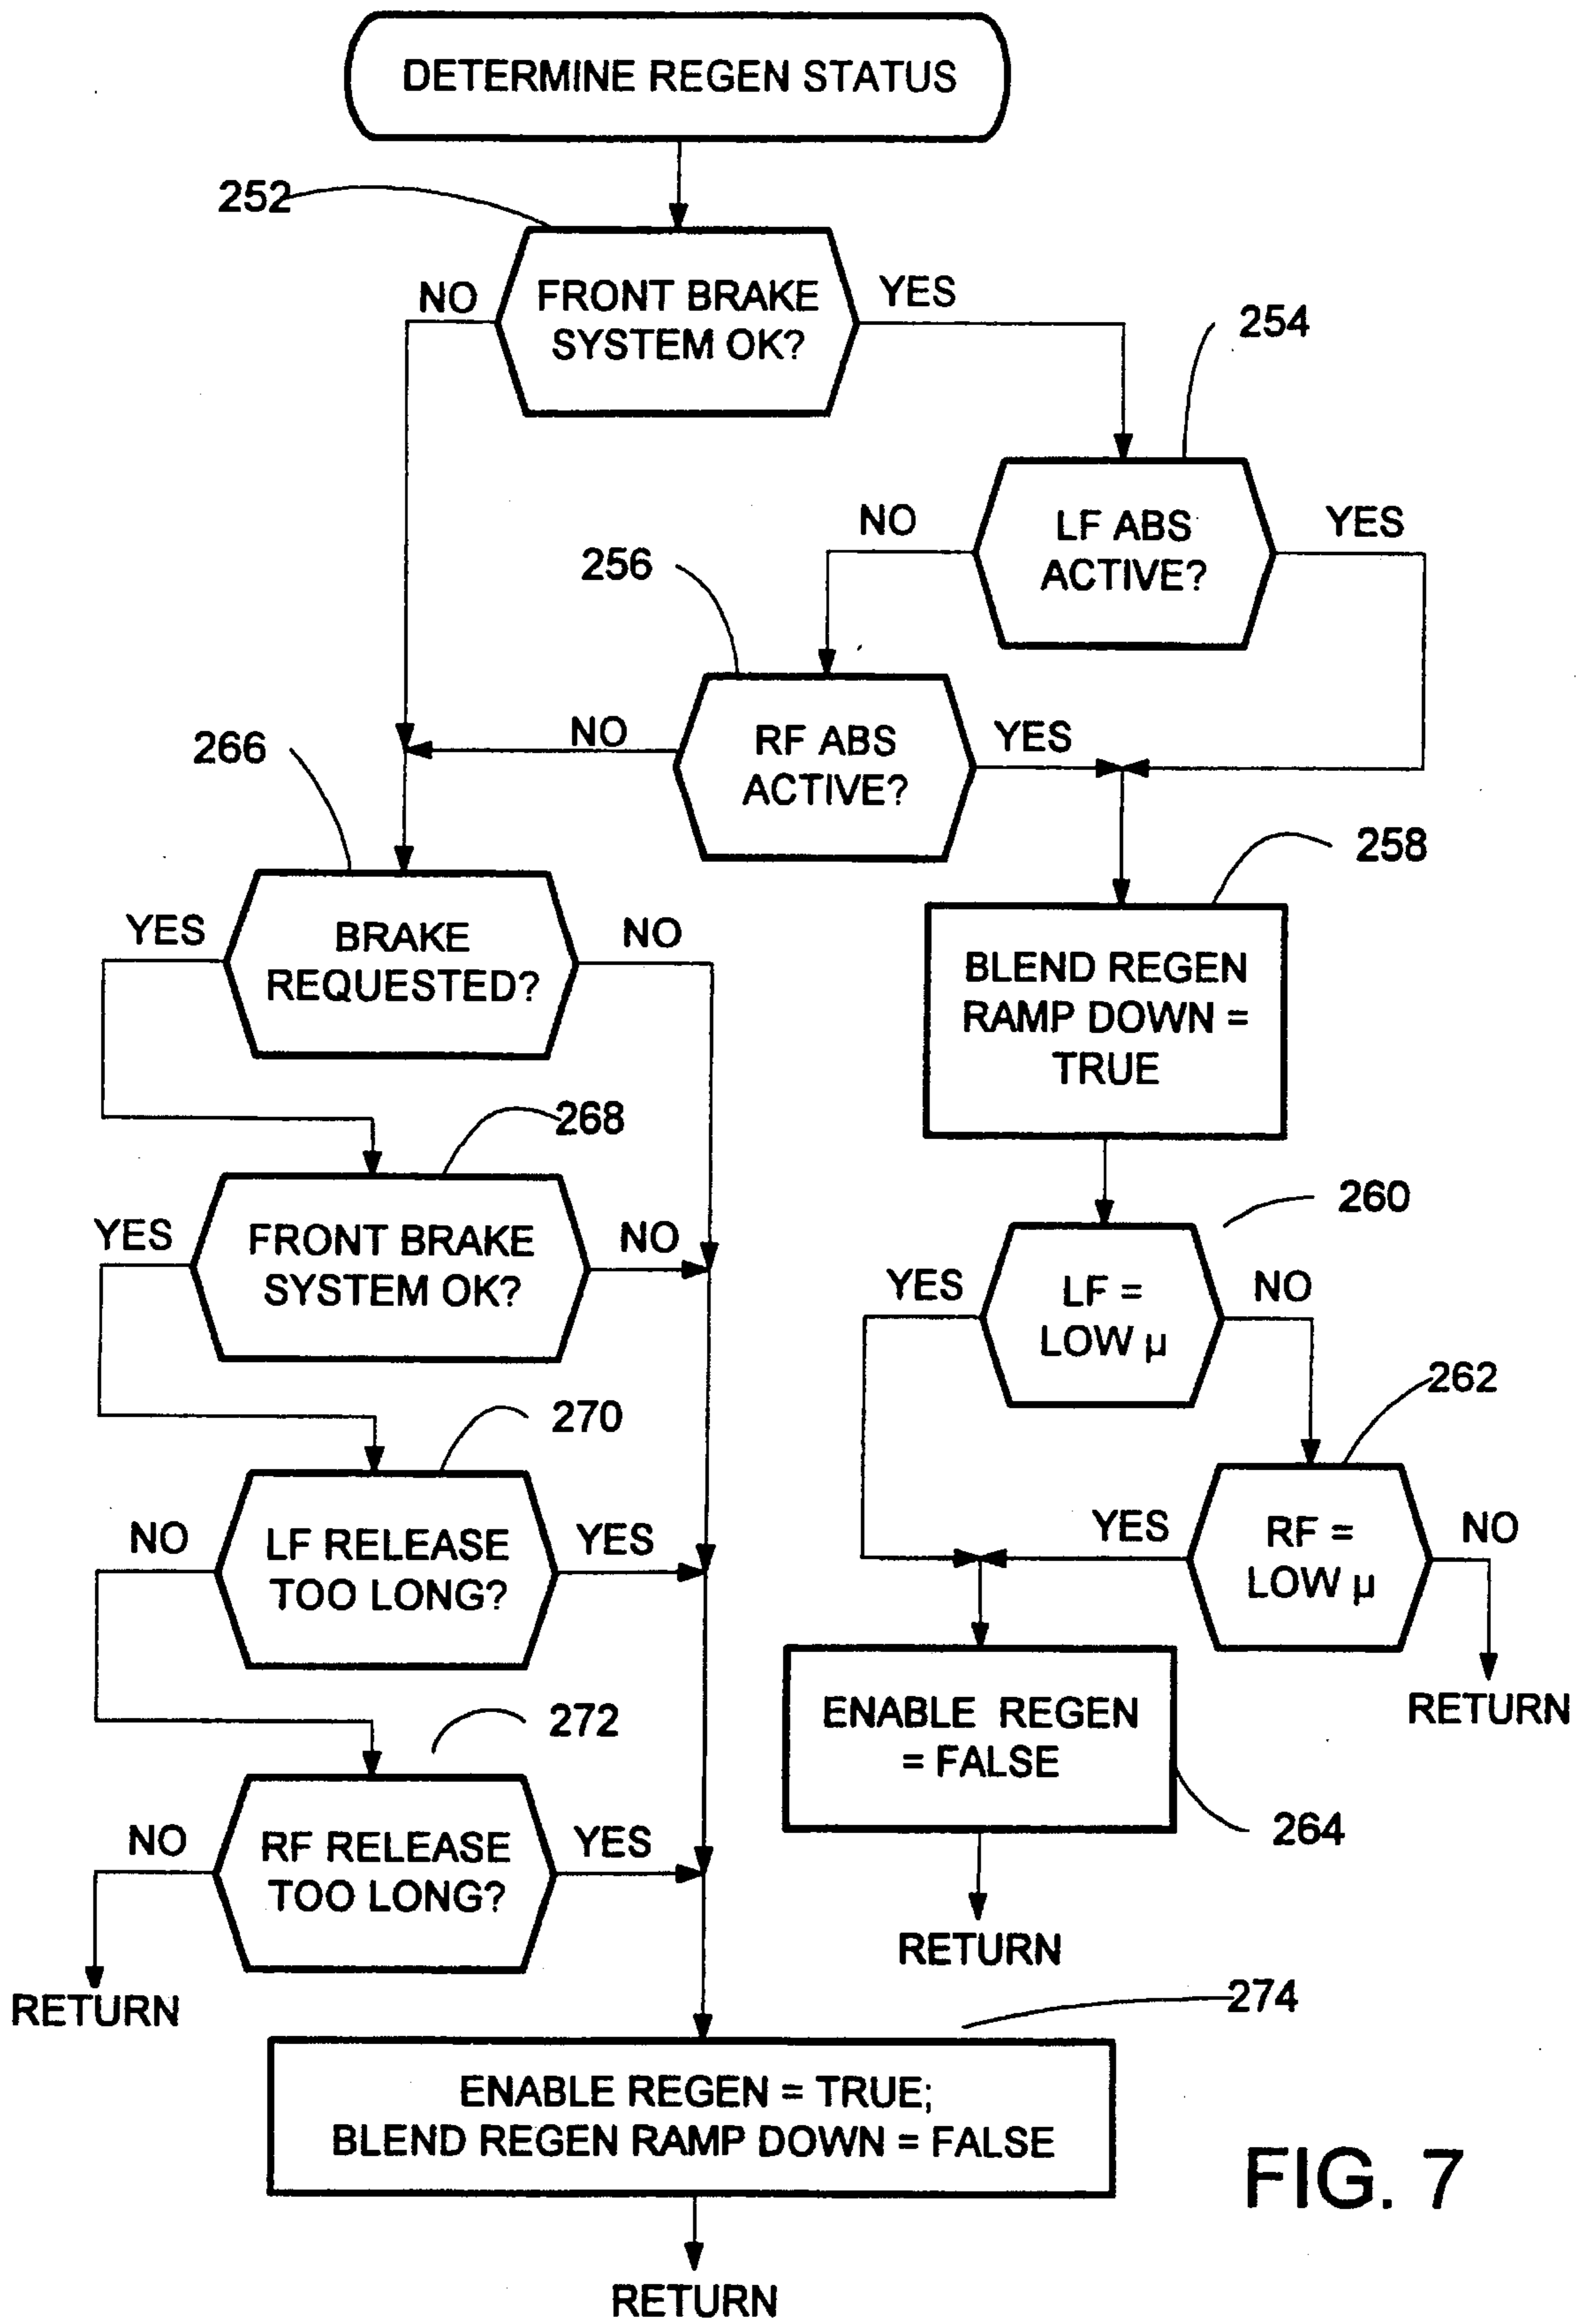 DETERMINE REGEN STATUS
252
NO
FRONT BRAKE
SYSTEM OK?
YES
254
NO
LF ABS
ACTIVE?
YES
256
NO
RF ABS
ACTIVE?
YES
266
258
YES
BRAKE
REQUESTED?
NO
BLEND REGEN
RAMP DOWN =
TRUE
268
YES
FRONT BRAKE
SYSTEM OK?
NO
260
YES
LF =
LOW µ
NO
262
270
NO
LF RELEASE
TOO LONG?
YES
YES
RF =
LOW µ
NO
RETURN
272
ENABLE REGEN
= FALSE
264
NO
RF RELEASE
TOO LONG?
YES
RETURN
RETURN
274
ENABLE REGEN = TRUE;
BLEND REGEN RAMP DOWN = FALSE
FIG. 7
RETURN